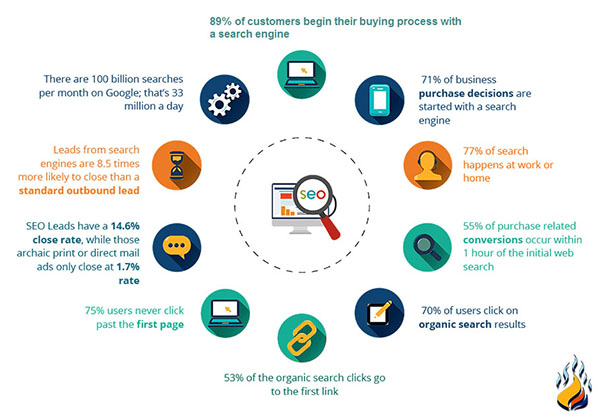 89% of customers begin their buying process with
a search engine
There are 100 billion searches
per month on Google; that's 33
million a day
71% of business
purchase decisions are
started with a search
engine
Leads from search
engines are 8.5 times
more likely to close than a
standard outbound lead
77% of search
happens at work or
home
seo
SEO Leads have a 14.6%
close rate, while those
archaic print or direct mail
ads only close at 1.7%
rate
55% of purchase related
conversions occur within
1 hour of the initial web
search
75% users never click
past the first page
70% of users click on
organic search results
53% of the organic search clicks go
to the first link